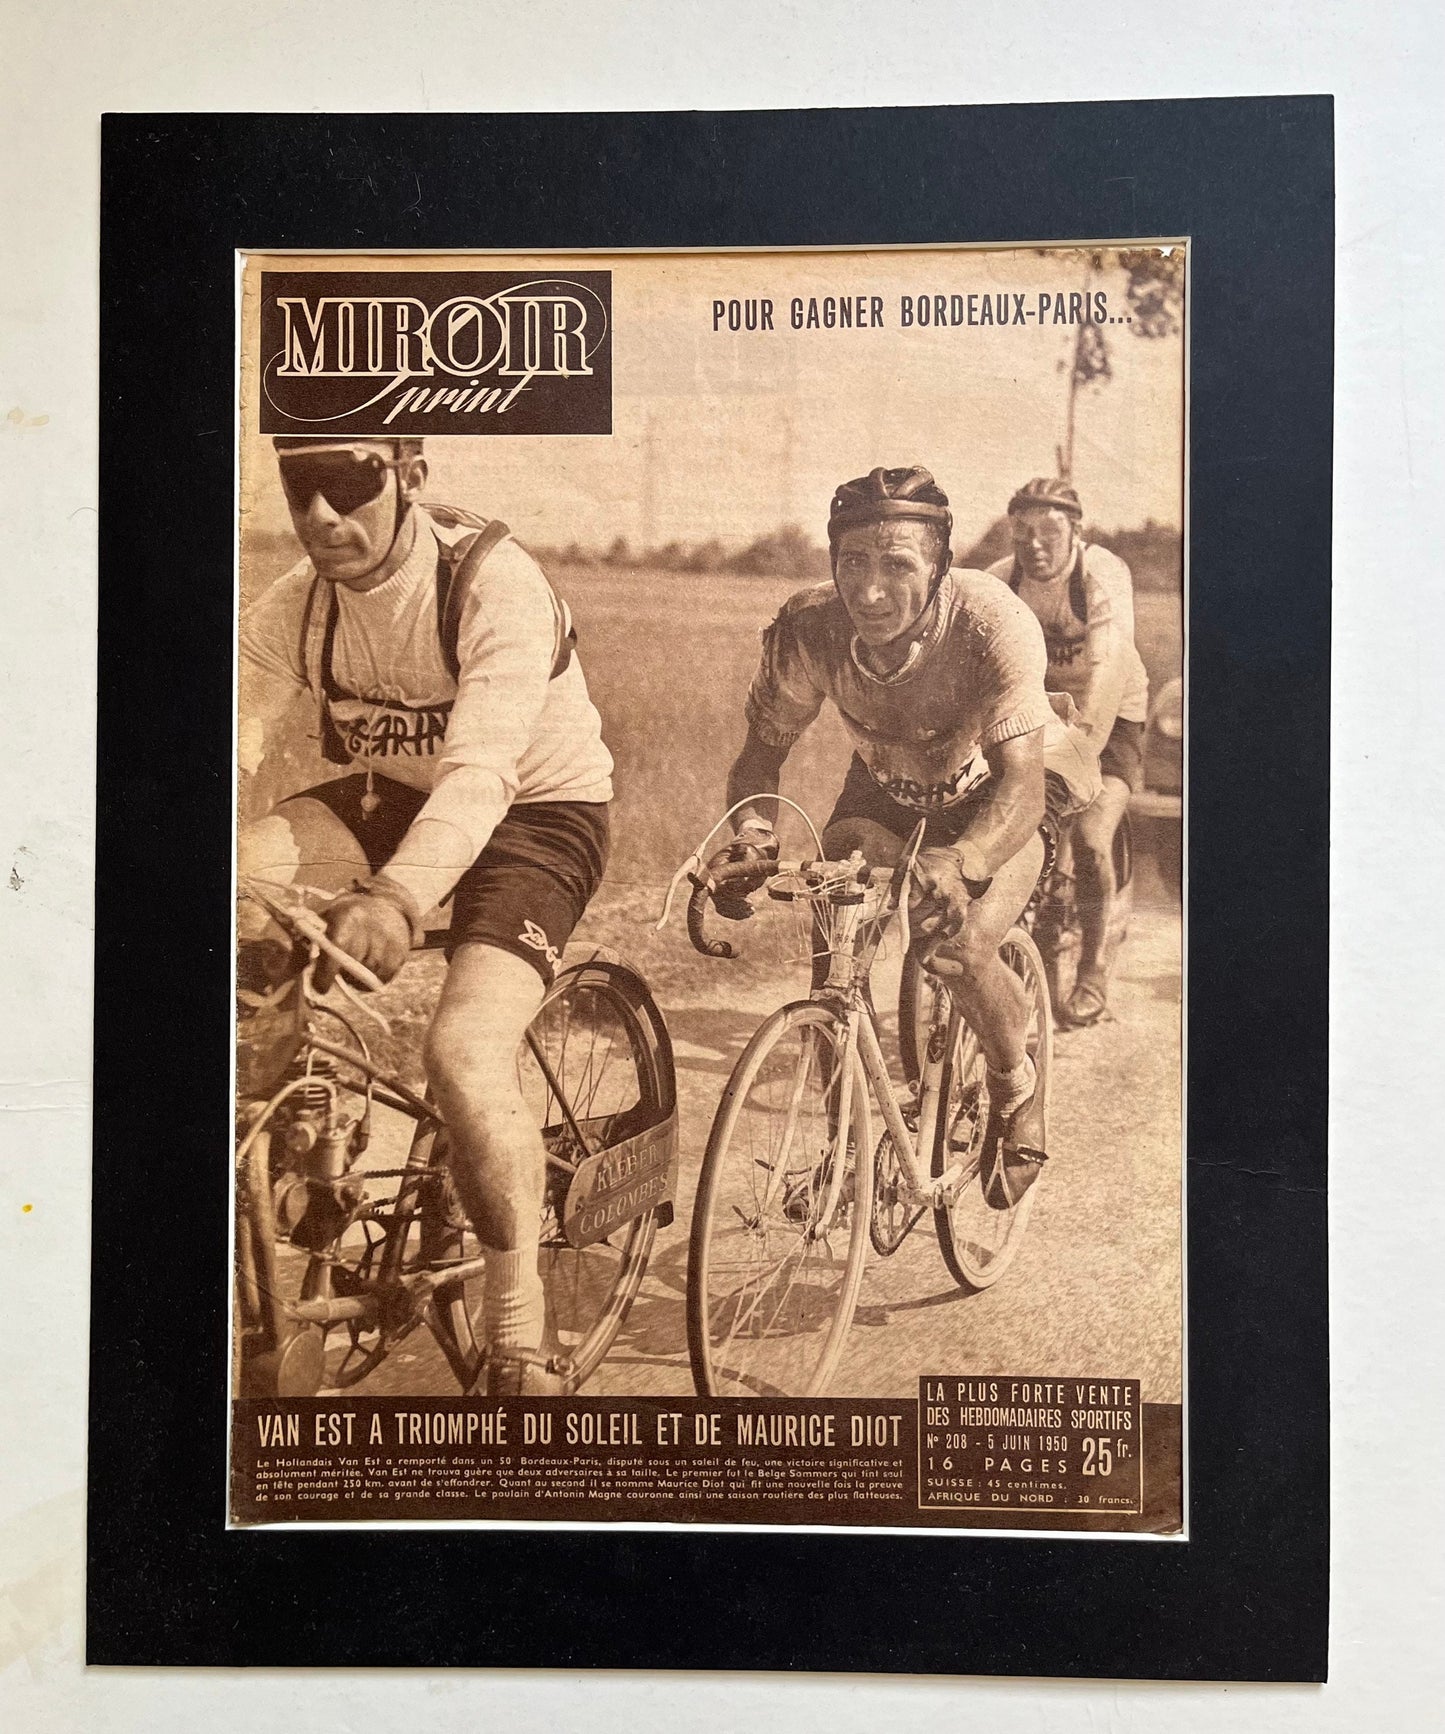 MIROIR
Sprint
POUR GAGNER BORDEAUX-PARIS...
GARIN
GARIN
KLEBER
COLOMBES
VAN EST A TRIOMPHÉ DU SOLEIL ET DE MAURICE DIOT
Le Hollandais Van Est a remporté dans un 50e Bordeaux-Paris, disputé sous un soleil de feu, une victoire significative et
absolument méritée. Van Est ne trouva guère que deux adversaires à sa taille. Le premier fut le Belge Sommers qui tint seul
en tête pendant 250 km. avant de s'effondrer. Quant au second il se nomme Maurice Diot qui fit une nouvelle fois la preuve
de son courage et de sa grande classe. Le poulain d'Antonin Magne couronne ainsi une saison routière des plus flatteuses.
LA PLUS FORTE VENTE
DES HEBDOMADAIRES SPORTIFS
N° 208 - 5 JUIN 1950
16 PAGES
25 fr.
SUISSE : 45 centimes.
AFRIQUE DU NORD : 30 francs.